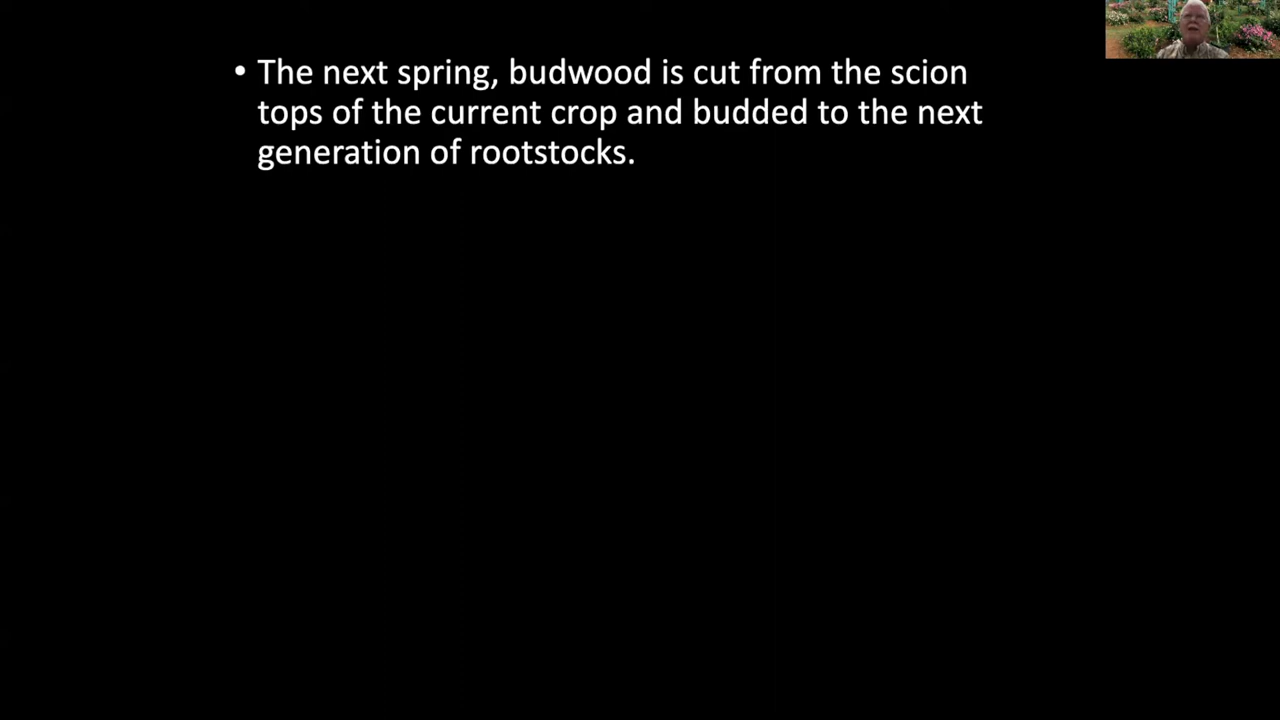 • The next spring, budwood is cut from the scion
tops of the current crop and budded to the next
generation of rootstocks.